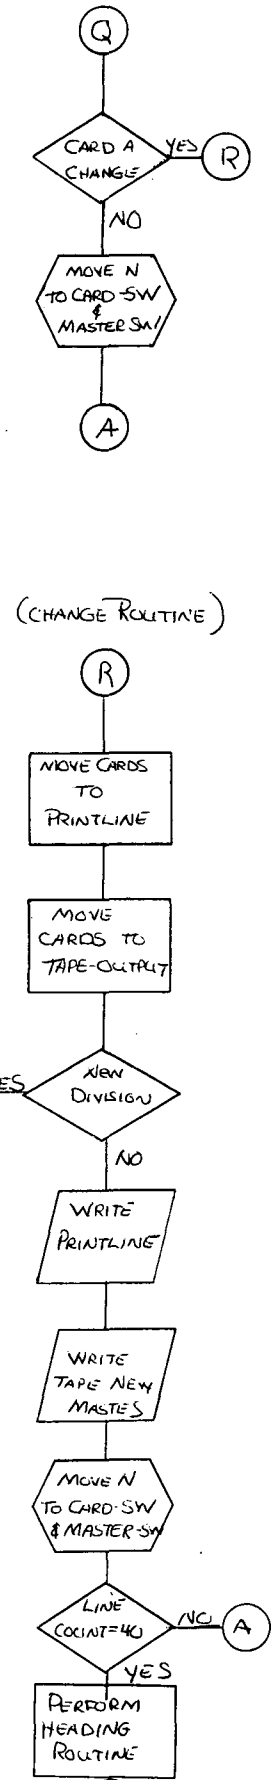 Q
CARD A
CHANGE
YES
R
NO
MOVE N
TO CARD-SW
&
MASTER SW
A
(CHANGE ROUTINE)
R
MOVE CARDS
TO
PRINTLINE
MOVE
CARDS TO
TAPE-OUTPUT
NEW
DIVISION
ES
NO
WRITE
PRINTLINE
WRITE
TAPE NEW
MASTES
MOVE N
TO CARD-SW
& MASTER-SW
LINE
COUNT=40
NO
A
YES
PERFORM
HEADING
ROUTINE